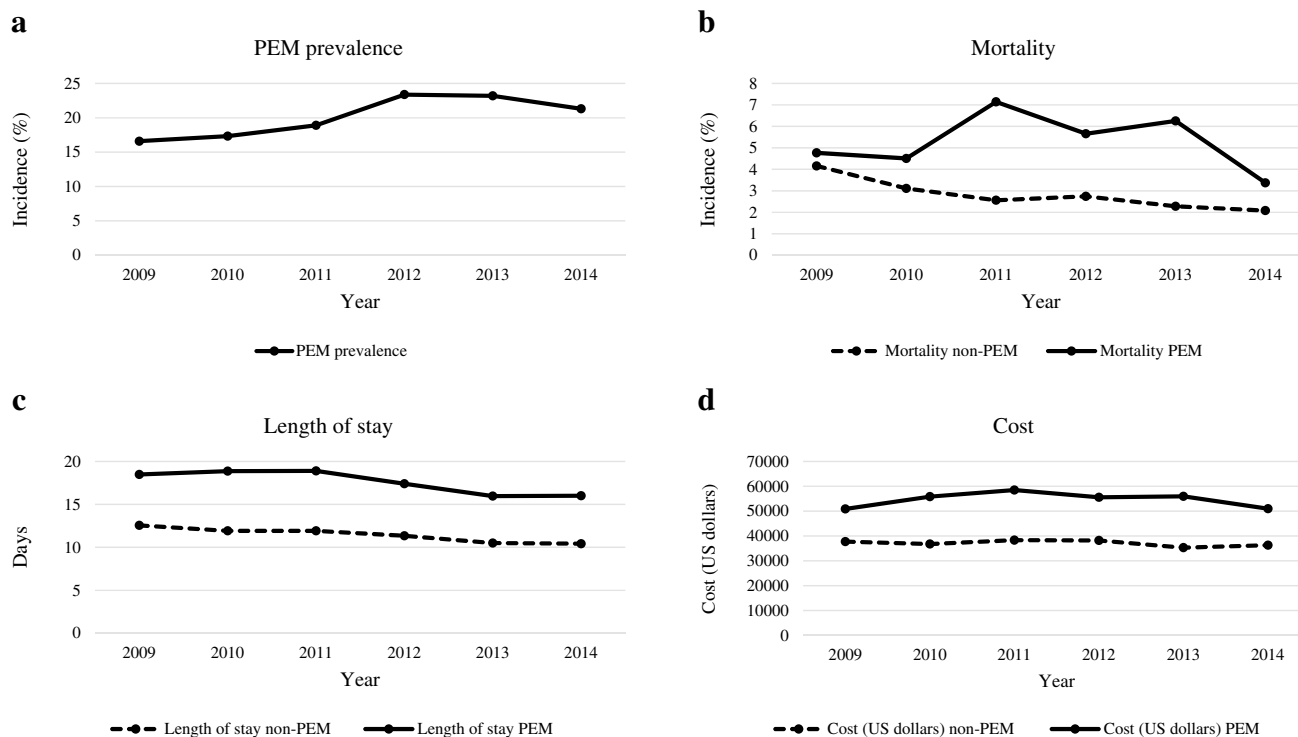 a
PEM prevalence
Incidence (%)
25
20
15
10
5
0
2009 2010 2011 2012 2013 2014
Year
PEM prevalence
b
Mortality
Incidence (%)
8
7
6
5
4
3
2
1
0
2009 2010 2011 2012 2013 2014
Year
Mortality non-PEM Mortality PEM
c
Length of stay
Days
20
15
10
5
0
2009 2010 2011 2012 2013 2014
Year
Length of stay non-PEM Length of stay PEM
d
Cost
Cost (US dollars)
70000
60000
50000
40000
30000
20000
10000
0
2009 2010 2011 2012 2013 2014
Year
Cost (US dollars) non-PEM Cost (US dollars) PEM